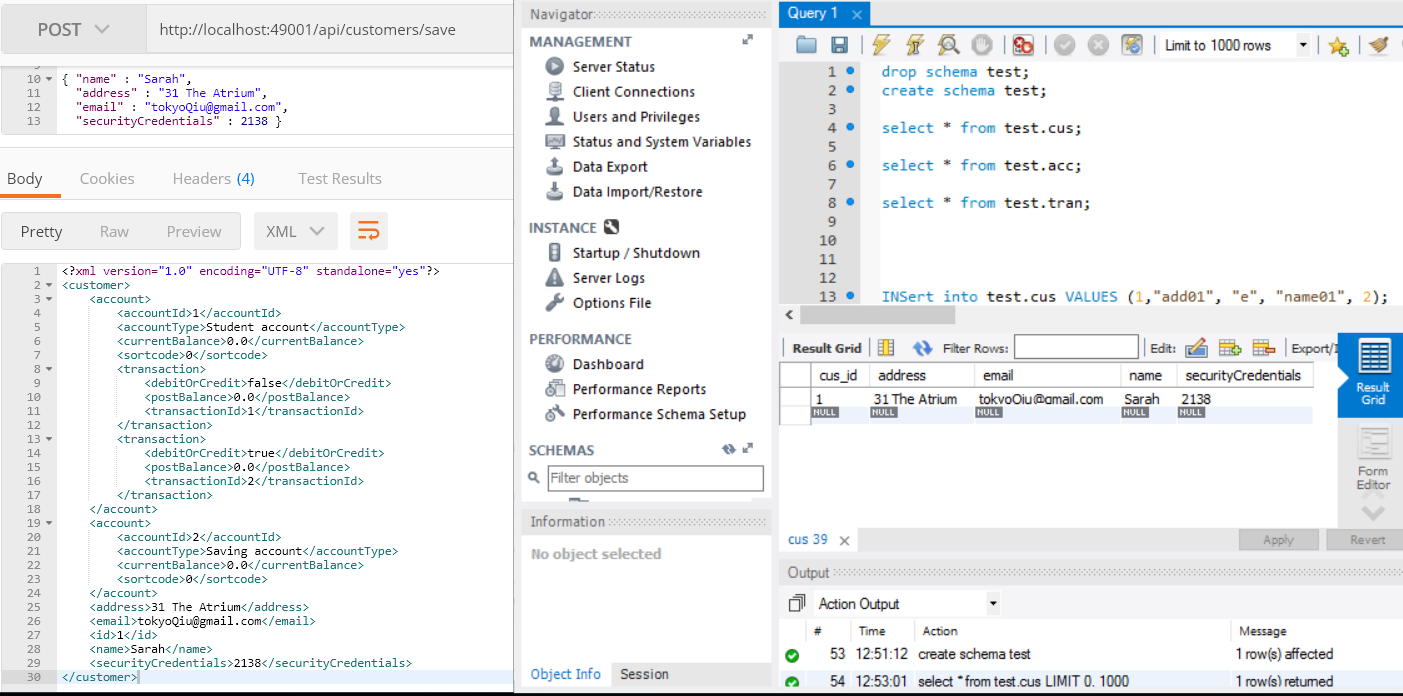 POST
http://localhost:49001/api/customers/save
10 { "name" : "Sarah",
11 "address" : "31 The Atrium",
12 "email" : "tokyoQiu@gmail.com",
13 "securityCredentials" : 2138 }
Body Cookies Headers (4) Test Results
Pretty Raw Preview XML
1 <?xml version="1.0" encoding="UTF-8" standalone="yes"?>
2 <customer>
3 <account>
4 <accountId>1</accountId>
5 <accountType>Student account</accountType>
6 <currentBalance>0.0</currentBalance>
7 <sortcode>0</sortcode>
8 <transaction>
9 <debitOrCredit>false</debitOrCredit>
10 <postBalance>0.0</postBalance>
11 <transactionId>1</transactionId>
12 </transaction>
13 <transaction>
14 <debitOrCredit>true</debitOrCredit>
15 <postBalance>0.0</postBalance>
16 <transactionId>2</transactionId>
17 </transaction>
18 </account>
19 <account>
20 <accountId>2</accountId>
21 <accountType>Saving account</accountType>
22 <currentBalance>0.0</currentBalance>
23 <sortcode>0</sortcode>
24 </account>
25 <address>31 The Atrium</address>
26 <email>tokyoQiu@gmail.com</email>
27 <id>1</id>
28 <name>Sarah</name>
29 <securityCredentials>2138</securityCredentials>
30 </customer>
Navigator
MANAGEMENT
Server Status
Client Connections
Users and Privileges
Status and System Variables
Data Export
Data Import/Restore
INSTANCE
Startup / Shutdown
Server Logs
Options File
PERFORMANCE
Dashboard
Performance Reports
Performance Schema Setup
SCHEMAS
Filter objects
Information
No object selected
Object Info Session
Query 1
Limit to 1000 rows
1 drop schema test;
2 create schema test;
3
4 select * from test.cus;
5
6 select * from test.acc;
7
8 select * from test.tran;
9
10
11
12
13 INSert into test.cus VALUES (1,"add01", "e", "name01", 2);
Result Grid Filter Rows: Edit: Export/I
cus_id address email name securityCredentials
1 31 The Atrium tokyoQiu@gmail.com Sarah 2138
NULL NULL NULL NULL NULL
Result
Grid
Form
Editor
cus 39 Apply Revert
Output
Action Output
# Time Action Message
53 12:51:12 create schema test 1 row(s) affected
54 12:53:01 select * from test.cus LIMIT 0, 1000 1 row(s) returned